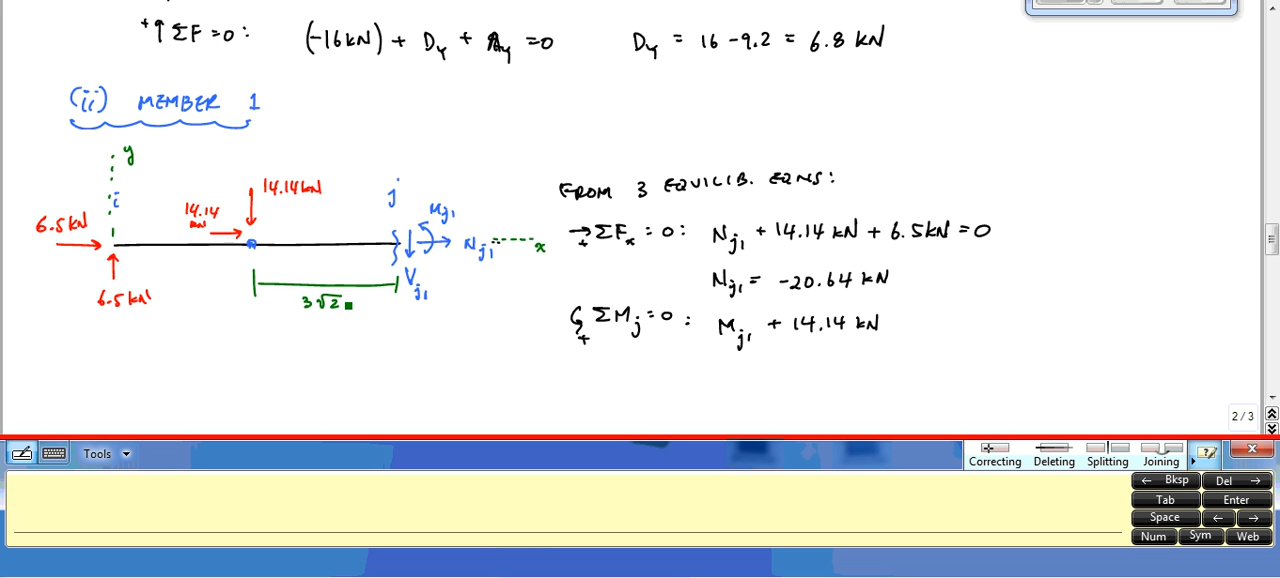 +↑ ΣF = 0 : (-16 kN) + Dy + Ay = 0 Dy = 16 - 9.2 = 6.8 kN
(ii) MEMBER 1
y
i
6.5 kN
6.5 kN
14.14 kN
14.14 kN
j
Mj1
Nj1
x
Vj1
3√2
FROM 3 EQUILIB. EQNS :
→+ ΣFx = 0 : Nj1 + 14.14 kN + 6.5 kN = 0
Nj1 = -20.64 kN
↺+ ΣMj = 0 : Mj1 + 14.14 kN
2 / 3
Tools
Correcting Deleting Splitting Joining
← Bksp Del →
Tab Enter
Space ← →
Num Sym Web